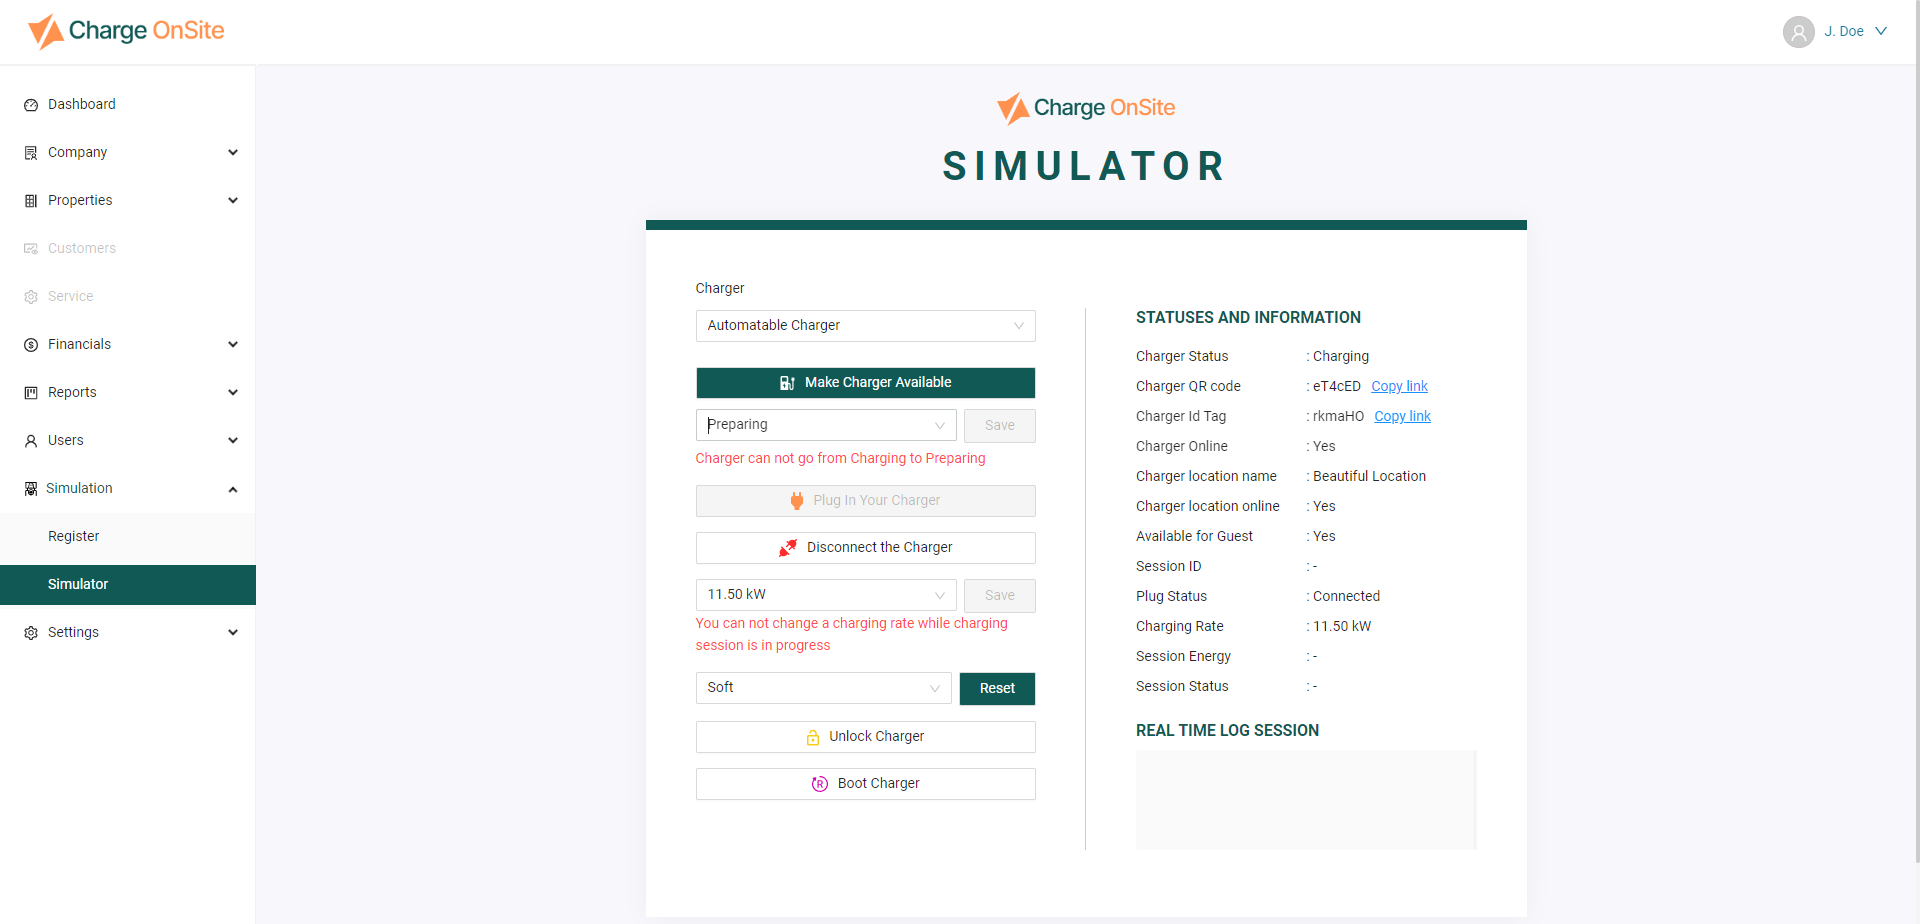 Charge OnSite
J. Doe
Dashboard
Company
Properties
Customers
Service
Financials
Reports
Users
Simulation
Register
Simulator
Settings
Charge OnSite
SIMULATOR
Charger
Automatable Charger
Make Charger Available
Preparing
Save
Charger can not go from Charging to Preparing
Plug In Your Charger
Disconnect the Charger
11.50 kW
Save
You can not change a charging rate while charging
session is in progress
Soft
Reset
Unlock Charger
R
Boot Charger
STATUSES AND INFORMATION
Charger Status : Charging
Charger QR code : eT4cED Copy link
Charger Id Tag : rkmaHO Copy link
Charger Online : Yes
Charger location name : Beautiful Location
Charger location online : Yes
Available for Guest : Yes
Session ID : -
Plug Status : Connected
Charging Rate : 11.50 kW
Session Energy : -
Session Status : -
REAL TIME LOG SESSION